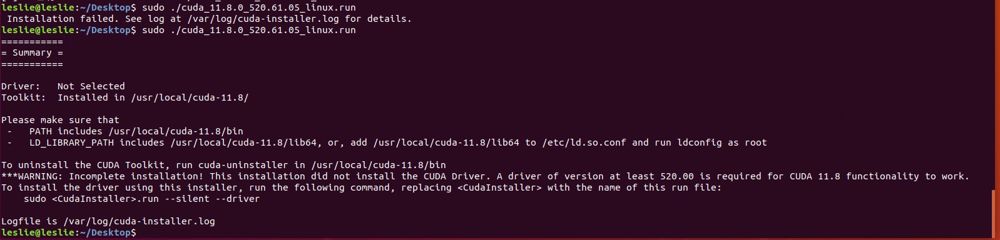 leslie@leslie:~/Desktop$ sudo ./cuda_11.8.0_520.61.05_linux.run
 Installation failed. See log at /var/log/cuda-installer.log for details.
leslie@leslie:~/Desktop$ sudo ./cuda_11.8.0_520.61.05_linux.run
===========
= Summary =
===========

Driver:   Not Selected
Toolkit:  Installed in /usr/local/cuda-11.8/

Please make sure that
 -   PATH includes /usr/local/cuda-11.8/bin
 -   LD_LIBRARY_PATH includes /usr/local/cuda-11.8/lib64, or, add /usr/local/cuda-11.8/lib64 to /etc/ld.so.conf and run ldconfig as root

To uninstall the CUDA Toolkit, run cuda-uninstaller in /usr/local/cuda-11.8/bin
***WARNING: Incomplete installation! This installation did not install the CUDA Driver. A driver of version at least 520.00 is required for CUDA 11.8 functionality to work.
To install the driver using this installer, run the following command, replacing <CudaInstaller> with the name of this run file:
    sudo <CudaInstaller>.run --silent --driver

Logfile is /var/log/cuda-installer.log
leslie@leslie:~/Desktop$